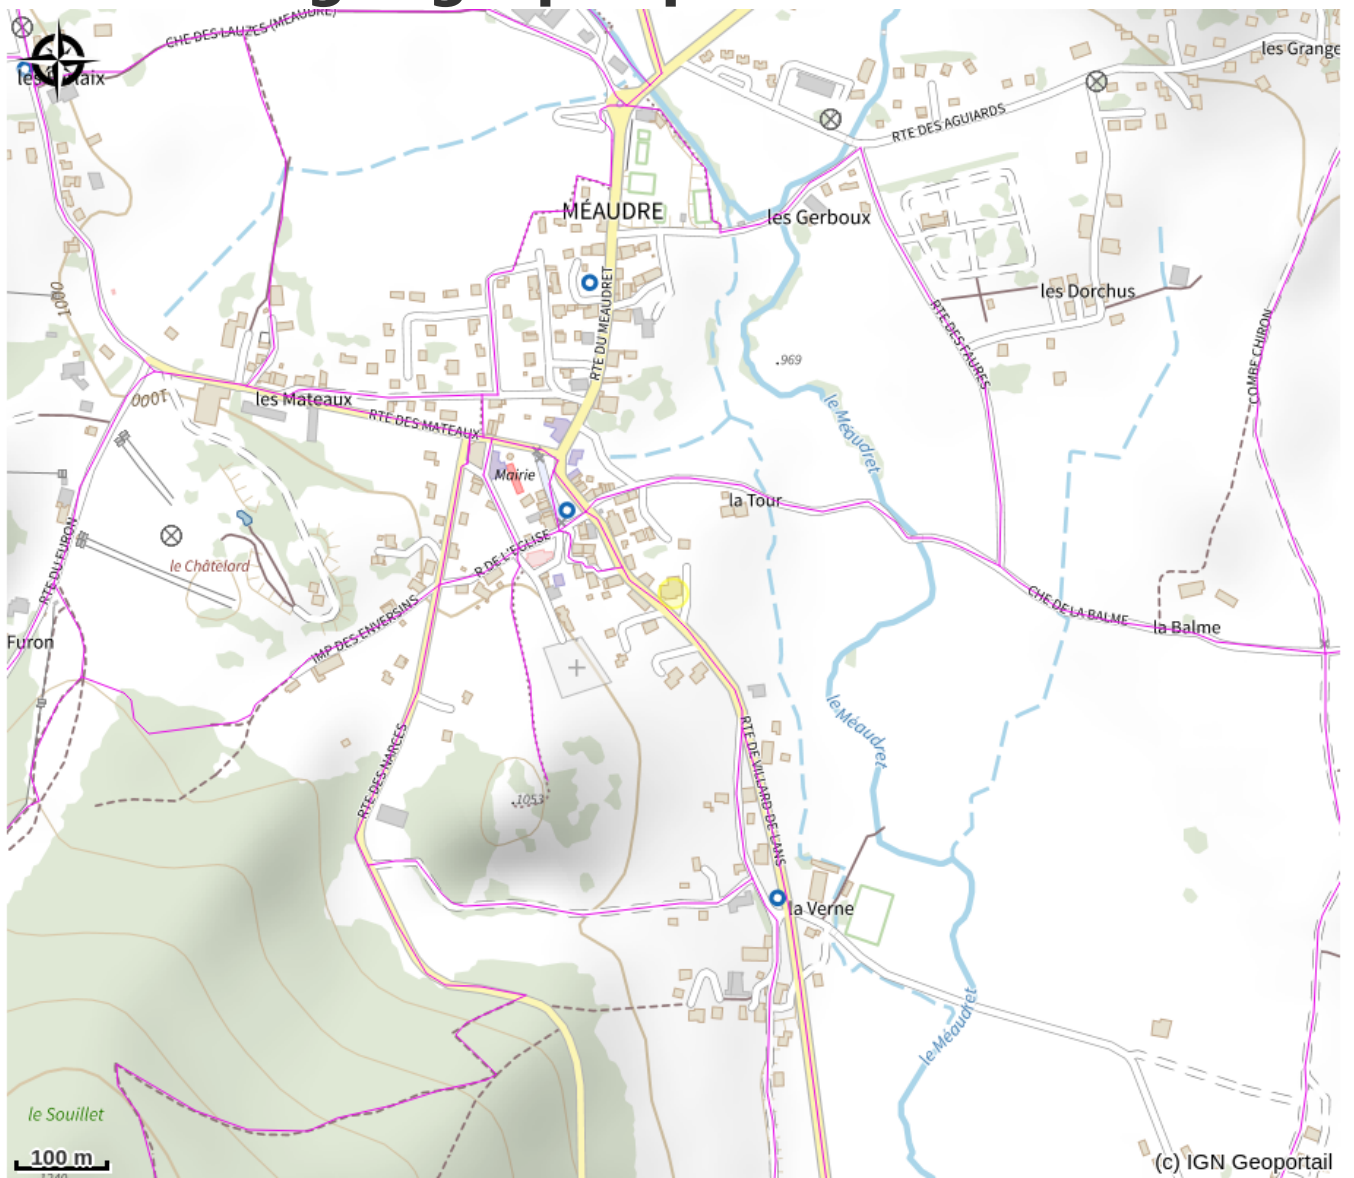 CHE DES LAUZES (MEAUDRE)
les Grange
RTE DES AGUIARDS
MÉAUDRE
les Gerboux
les Dorchus
1000
RTE DU MEAUDRET
RTE DES FAURES
COMBE CHIRON
.969
1000
les Mateaux
RTE DES MATEAUX
le Méaudret
Mairie
la Tour
RTE DU FURON
le Châtelard
R DE L'EGLISE
IMP DES ENVERSINS
CHE DE LA BALME
la Balme
Furon
le Méaudret
RTE DES NARCES
RTE DE VILLARD DE LANS
.1053
la Verne
le Méaudret
le Souillet
100 m
(c) IGN Geoportail